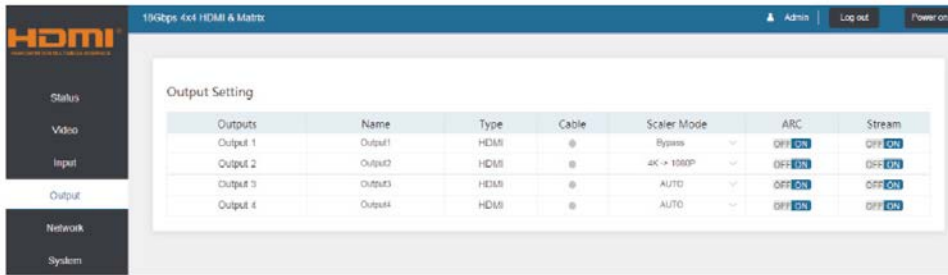 18Gbps 4x4 HDMI & Matrix
Admin
Log out
Power on
HDMI
Status
Video
Input
Output
Network
System
Output Setting
Outputs Name Type Cable Scaler Mode ARC Stream
Output 1 Output1 HDMI Bypass OFF ON OFF ON
Output 2 Output2 HDMI 4K -> 1080P OFF ON OFF ON
Output 3 Output3 HDMI AUTO OFF ON OFF ON
Output 4 Output4 HDMI AUTO OFF ON OFF ON